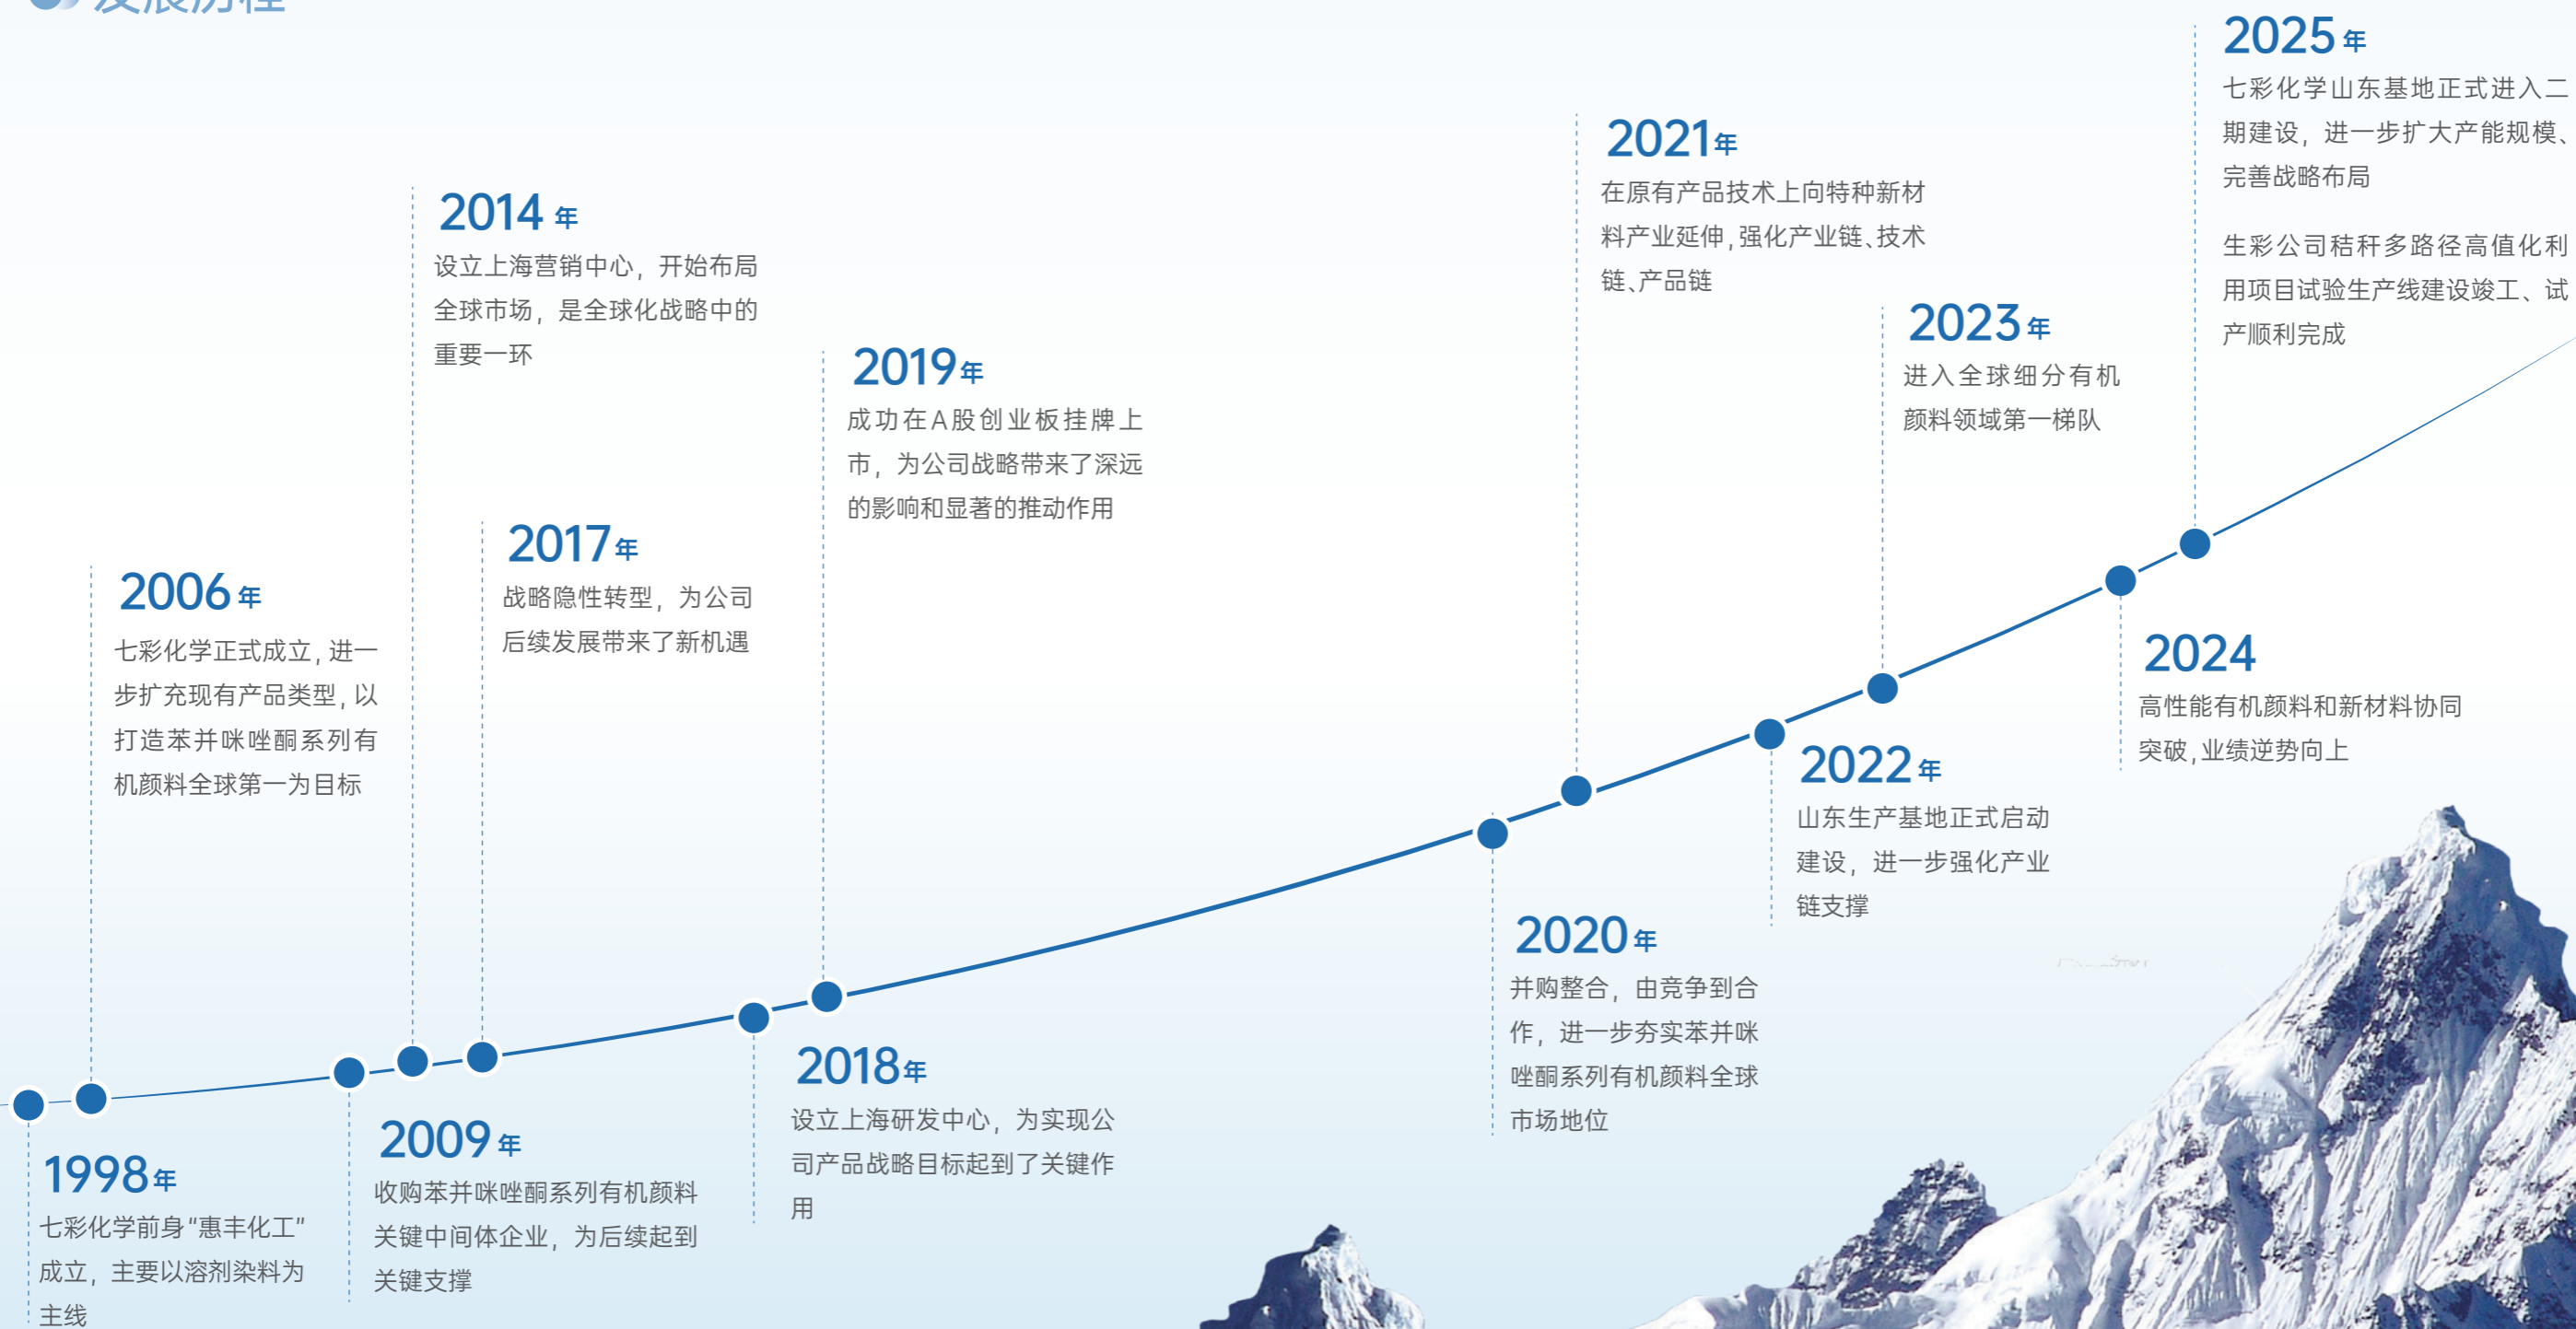 发展历程
1998年
七彩化学前身“惠丰化工”
成立，主要以溶剂染料为
主线
2006年
七彩化学正式成立,进一
步扩充现有产品类型,以
打造苯并咪唑酮系列有
机颜料全球第一为目标
2009年
收购苯并咪唑酮系列有机颜料
关键中间体企业，为后续起到
关键支撑
2014年
设立上海营销中心，开始布局
全球市场，是全球化战略中的
重要一环
2017年
战略隐性转型，为公司
后续发展带来了新机遇
2018年
设立上海研发中心，为实现公
司产品战略目标起到了关键作
用
2019年
成功在A股创业板挂牌上
市，为公司战略带来了深远
的影响和显著的推动作用
2020年
并购整合，由竞争到合
作，进一步夯实苯并咪
唑酮系列有机颜料全球
市场地位
2021年
在原有产品技术上向特种新材
料产业延伸,强化产业链、技术
链、产品链
2022年
山东生产基地正式启动
建设，进一步强化产业
链支撑
2023年
进入全球细分有机
颜料领域第一梯队
2024
高性能有机颜料和新材料协同
突破,业绩逆势向上
2025年
七彩化学山东基地正式进入二
期建设，进一步扩大产能规模、
完善战略布局
生彩公司秸秆多路径高值化利
用项目试验生产线建设竣工、试
产顺利完成